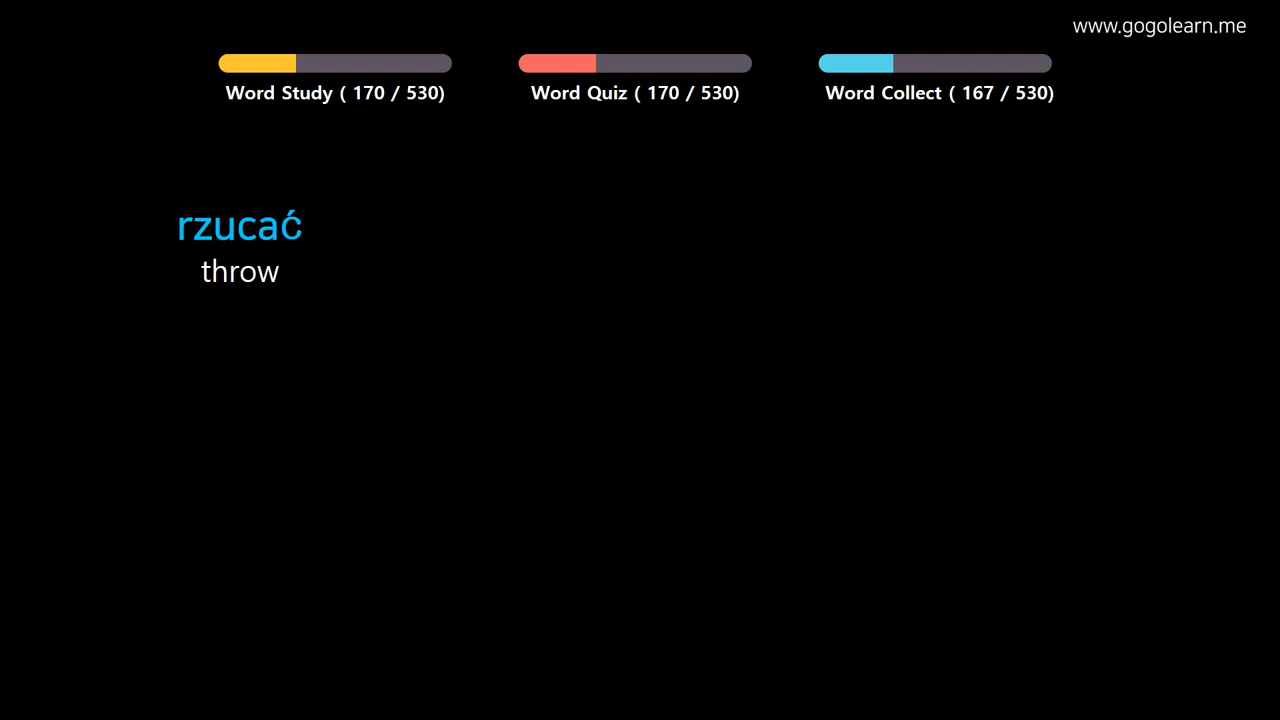 www.gogolearn.me
Word Study ( 170 / 530)
Word Quiz ( 170 / 530)
Word Collect ( 167 / 530)
rzucać
throw